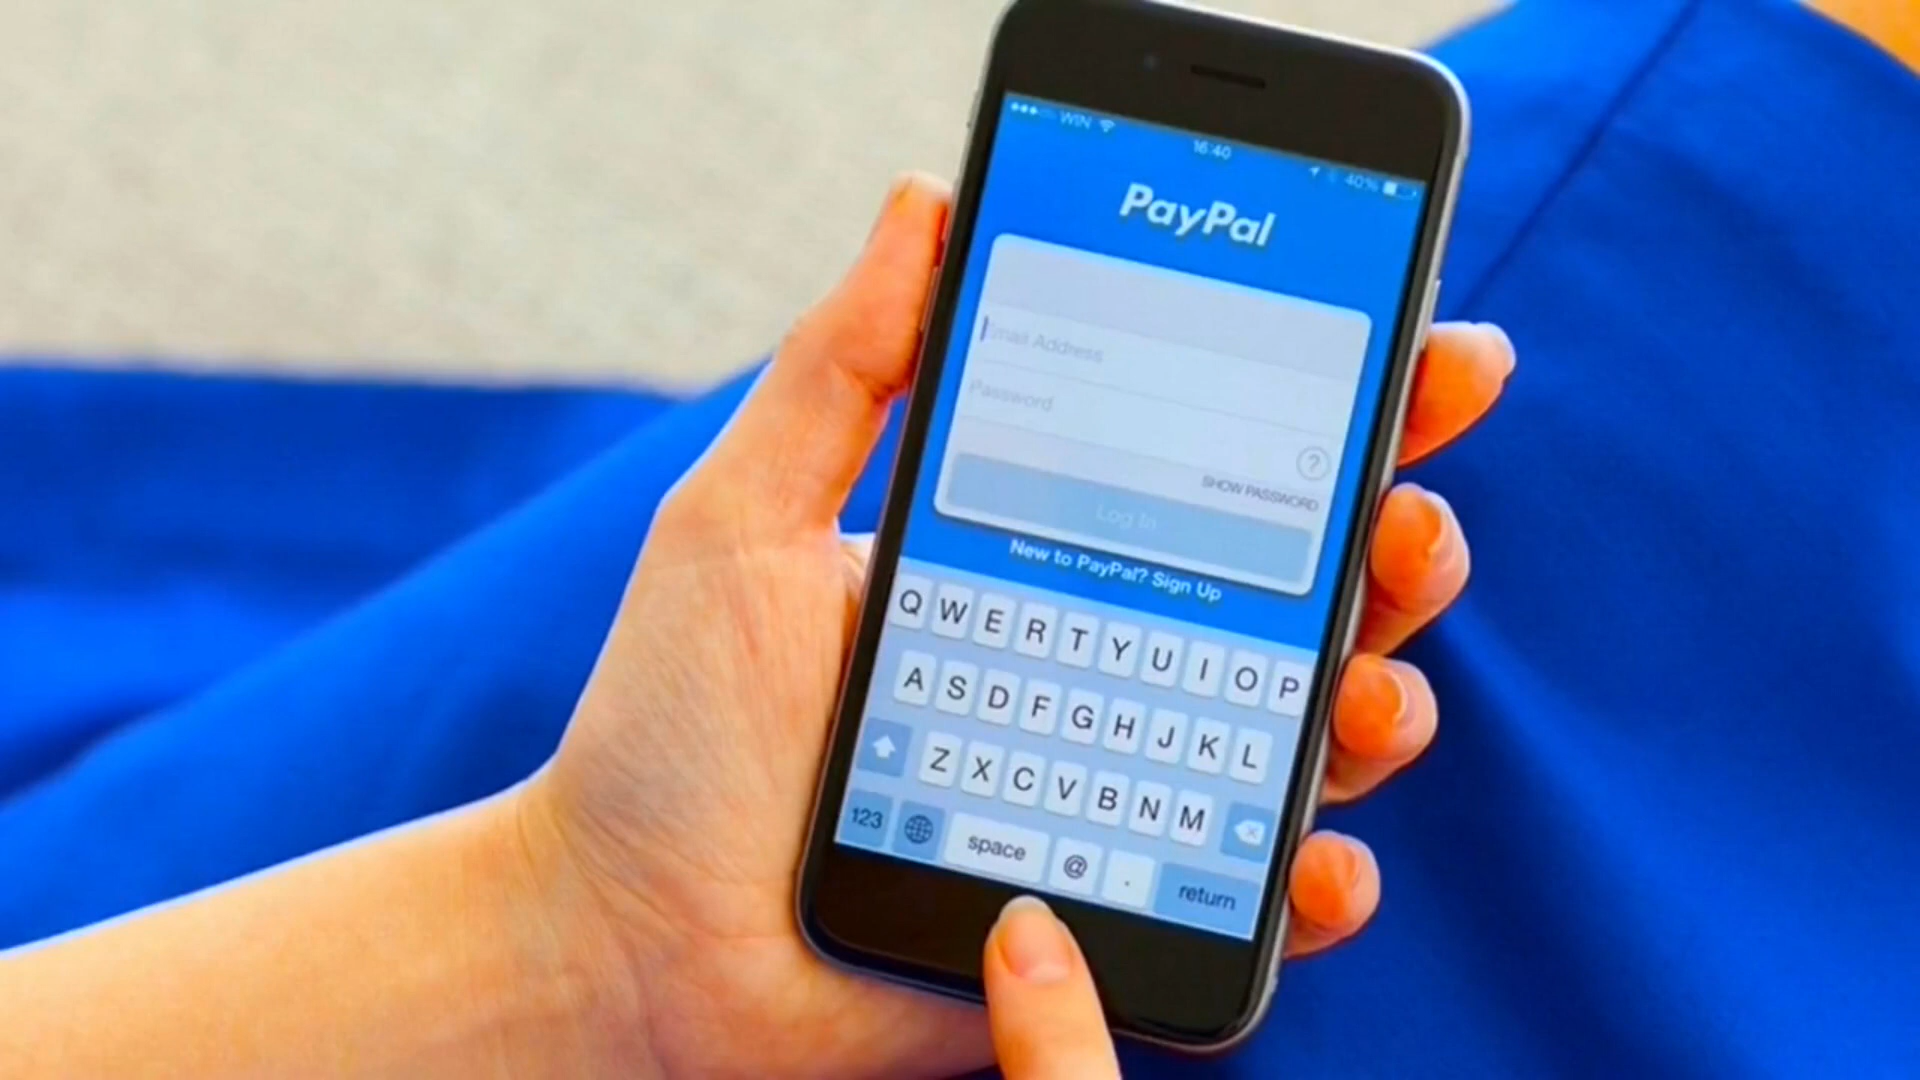 WIN
16:40
40%
PayPal
Email Address
Password
?
SHOW PASSWORD
Log In
New to PayPal? Sign Up
Q W E R T Y U I O P
A S D F G H J K L
Z X C V B N M
123 space @ . return